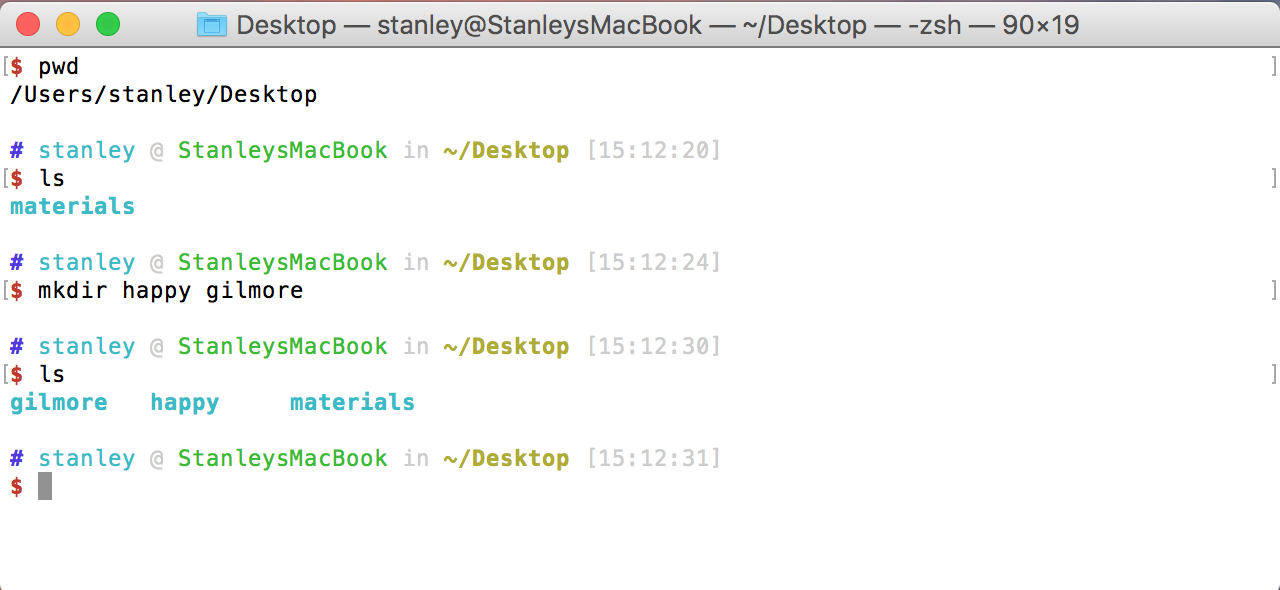 Desktop — stanley@StanleysMacBook — ~/Desktop — -zsh — 90×19
[$ pwd ]
/Users/stanley/Desktop
# stanley @ StanleysMacBook in ~/Desktop [15:12:20]
[$ ls ]
materials
# stanley @ StanleysMacBook in ~/Desktop [15:12:24]
[$ mkdir happy gilmore ]
# stanley @ StanleysMacBook in ~/Desktop [15:12:30]
[$ ls ]
gilmore happy materials
# stanley @ StanleysMacBook in ~/Desktop [15:12:31]
$